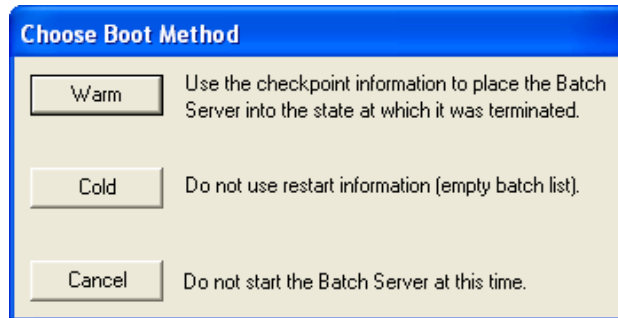 Choose Boot Method
Warm
Use the checkpoint information to place the Batch
Server into the state at which it was terminated.
Cold
Do not use restart information (empty batch list).
Cancel
Do not start the Batch Server at this time.